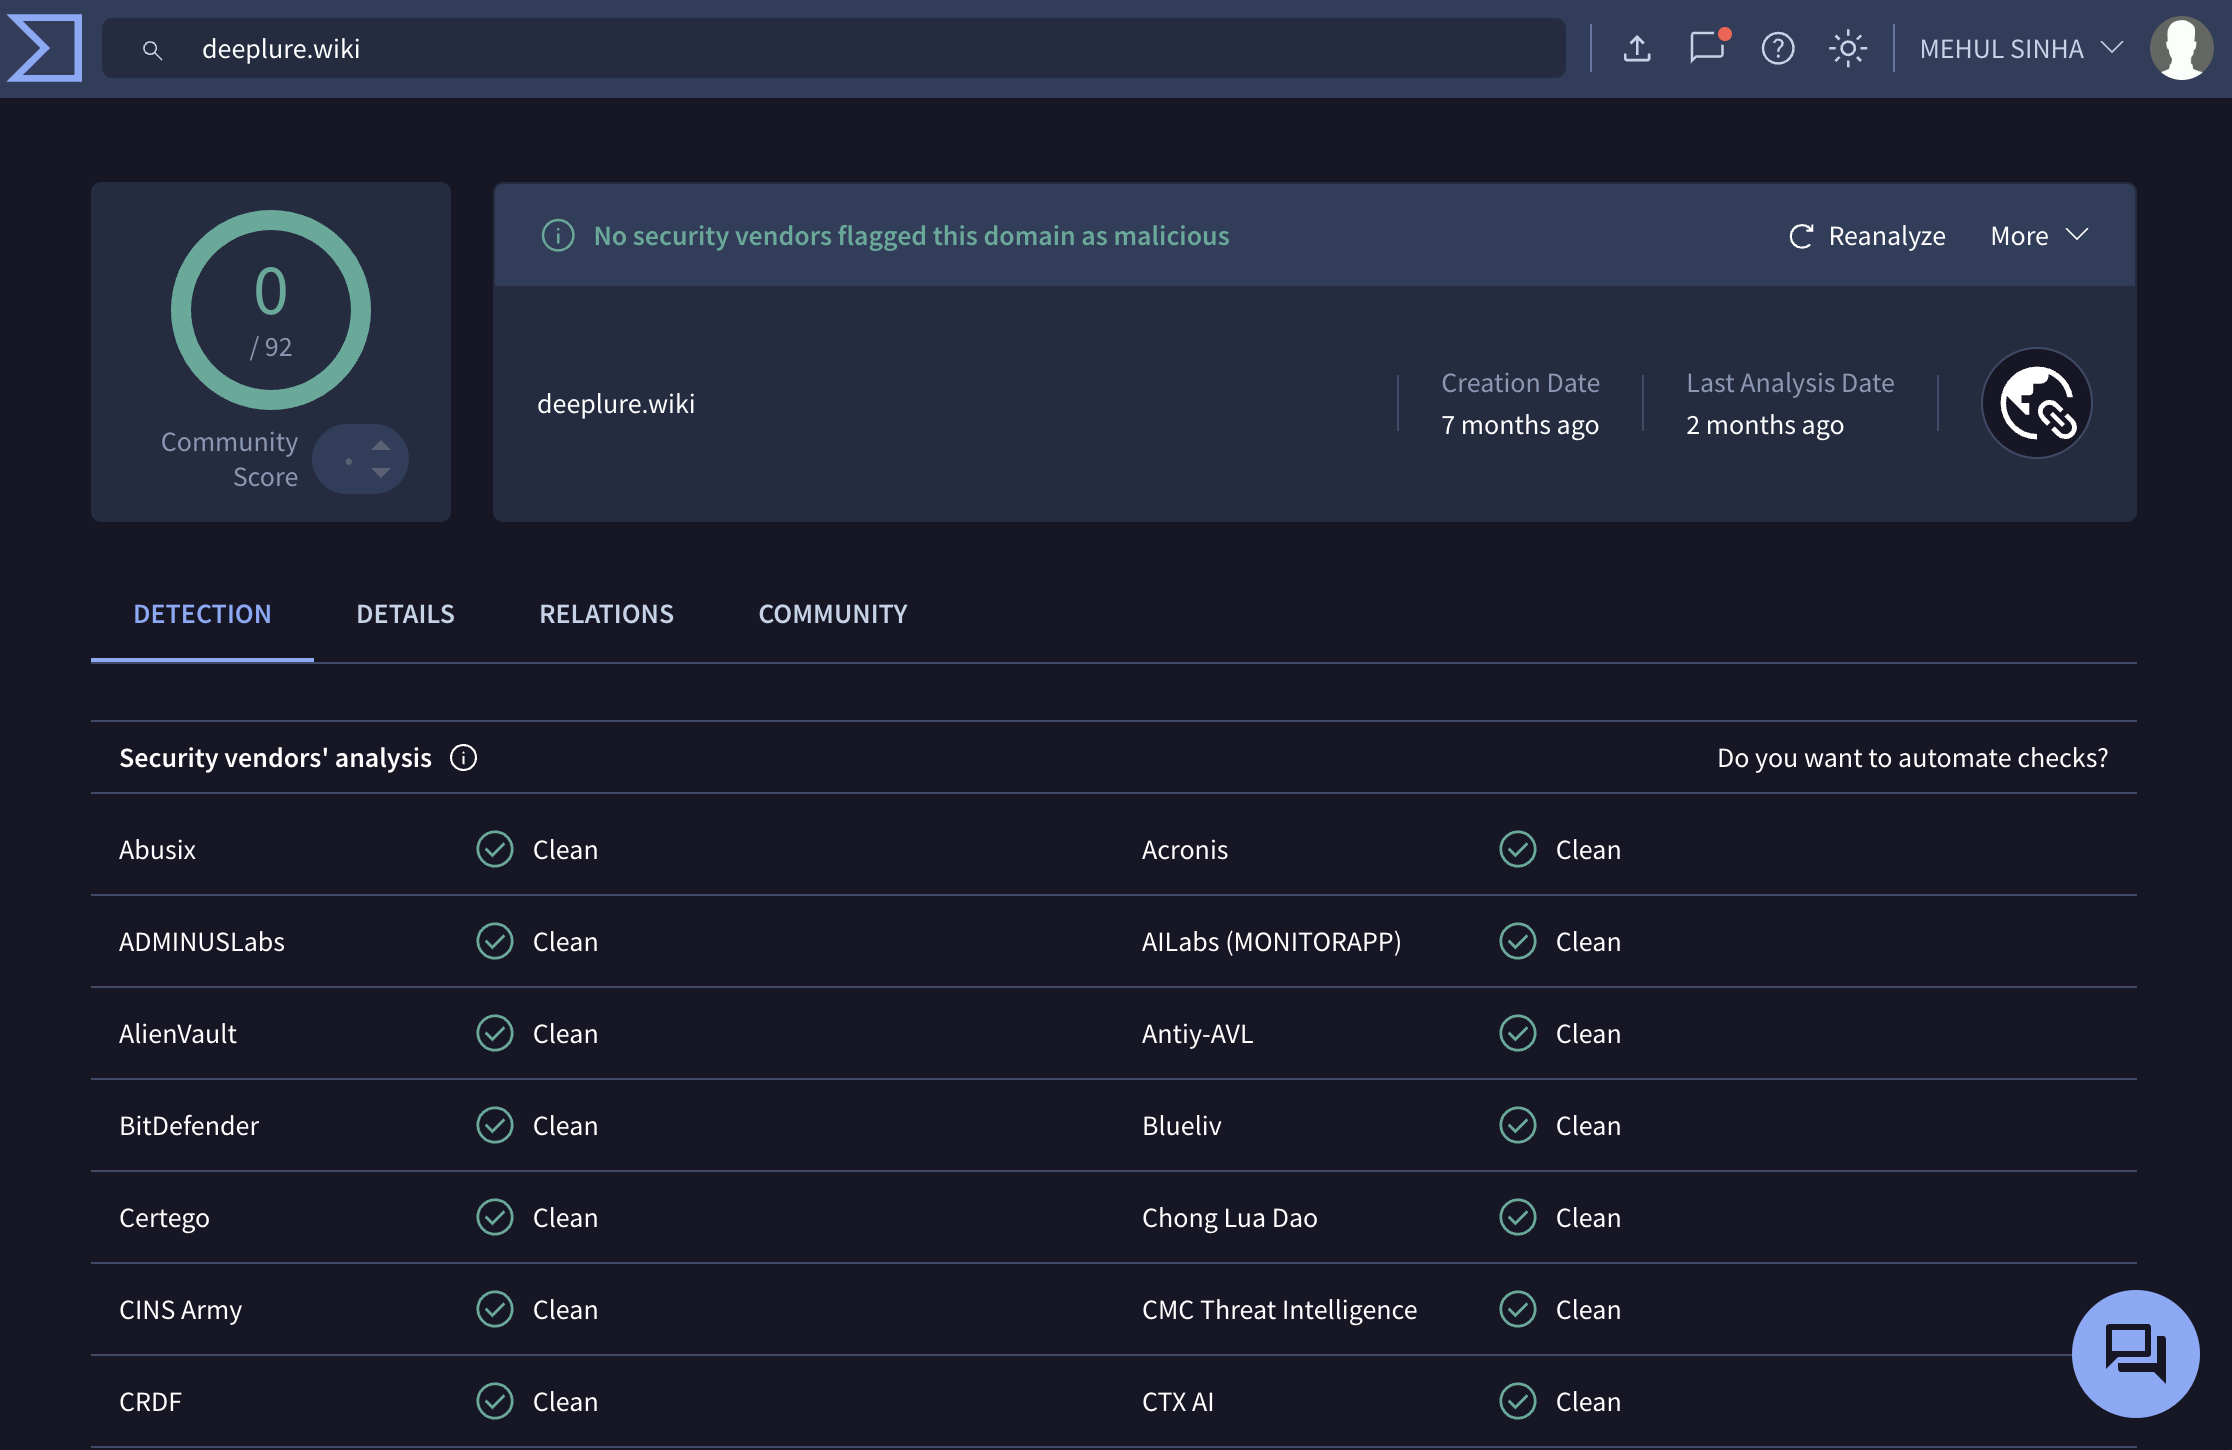 deeplure.wiki
MEHUL SINHA
0
/ 92
Community
Score
No security vendors flagged this domain as malicious
Reanalyze
More
deeplure.wiki
Creation Date
7 months ago
Last Analysis Date
2 months ago
DETECTION
DETAILS
RELATIONS
COMMUNITY
Security vendors' analysis
Do you want to automate checks?
Abusix Clean Acronis Clean
ADMINUSLabs Clean AILabs (MONITORAPP) Clean
AlienVault Clean Antiy-AVL Clean
BitDefender Clean Blueliv Clean
Certego Clean Chong Lua Dao Clean
CINS Army Clean CMC Threat Intelligence Clean
CRDF Clean CTX AI Clean